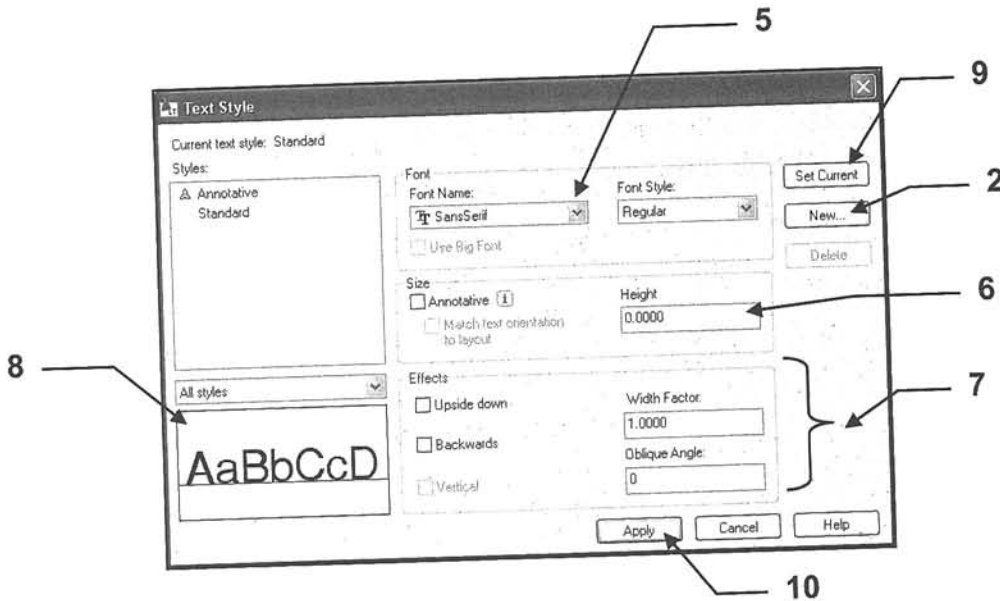 5
9
Text Style
Current text style: Standard
Styles:
Annotative
Standard
Font
Font Name:
Font Style:
SansSerif
Regular
Use Big Font
Set Current
New...
2
Delete
Size
Annotative
Match text orientation
to layout
Height
0.0000
6
8
All styles
AaBbCcD
Effects
Upside down
Backwards
Vertical
Width Factor:
1.0000
Oblique Angle:
0
7
Apply
Cancel
Help
10